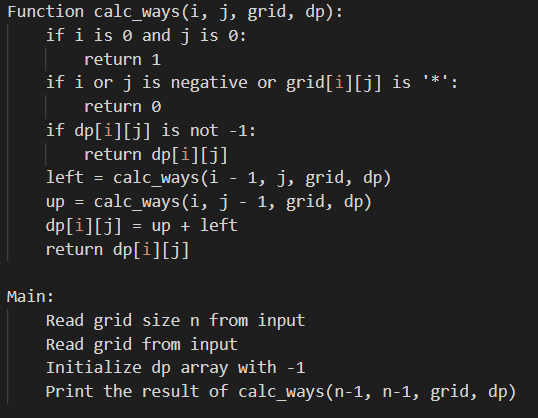 Function calc_ways(i, j, grid, dp):
    if i is 0 and j is 0:
        return 1
    if i or j is negative or grid[i][j] is '*':
        return 0
    if dp[i][j] is not -1:
        return dp[i][j]
    left = calc_ways(i - 1, j, grid, dp)
    up = calc_ways(i, j - 1, grid, dp)
    dp[i][j] = up + left
    return dp[i][j]

Main:
    Read grid size n from input
    Read grid from input
    Initialize dp array with -1
    Print the result of calc_ways(n-1, n-1, grid, dp)